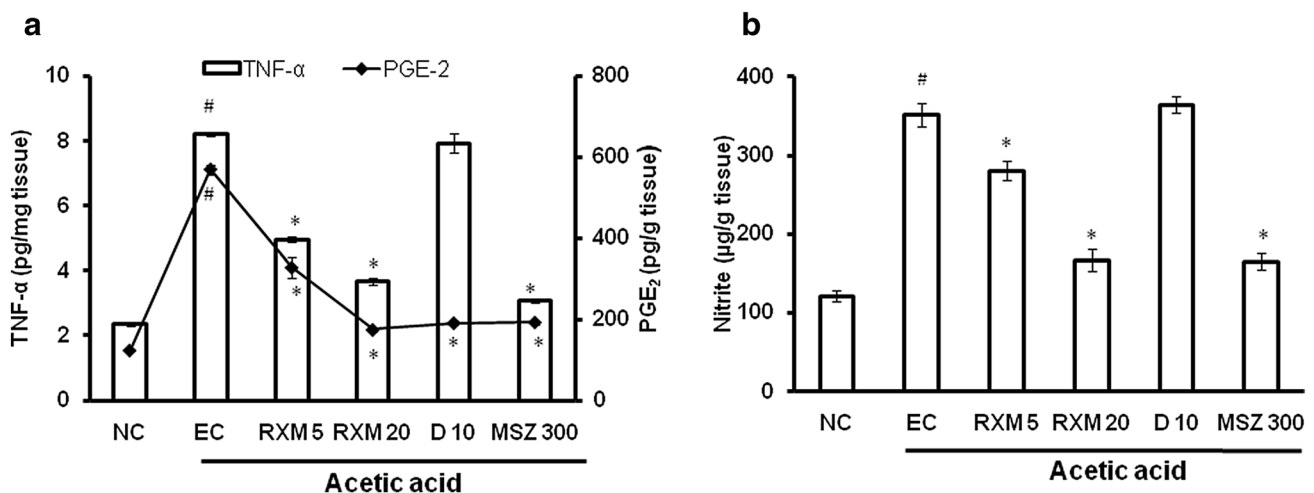 a
TNF-α PGE-2
10
8
6
4
2
0
TNF-α (pg/mg tissue)
#
#
*
*
*
*
*
*
*
800
600
400
200
0
PGE₂ (pg/g tissue)
NC EC RXM 5 RXM 20 D 10 MSZ 300
Acetic acid
b
400
300
200
100
0
Nitrite (µg/g tissue)
#
*
*
*
NC EC RXM 5 RXM 20 D 10 MSZ 300
Acetic acid